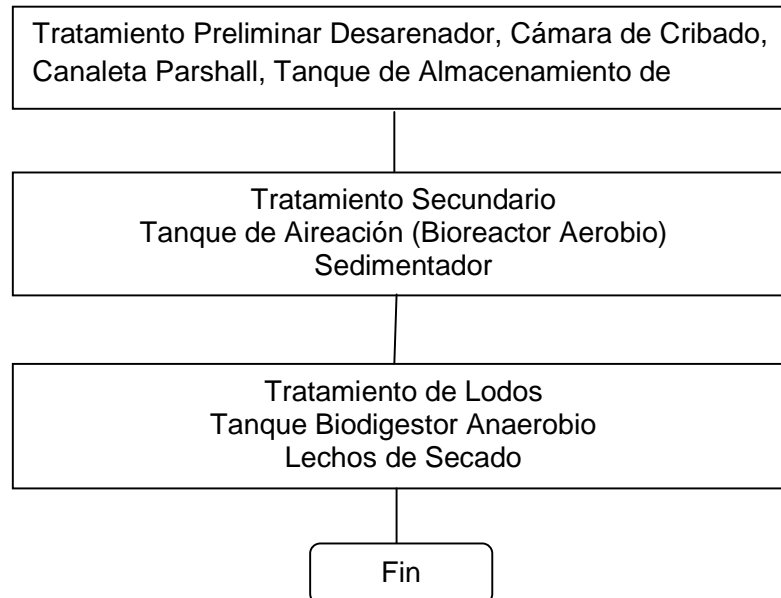 Tratamiento Preliminar Desarenador, Cámara de Cribado,
Canaleta Parshall, Tanque de Almacenamiento de
Tratamiento Secundario
Tanque de Aireación (Bioreactor Aerobio)
Sedimentador
Tratamiento de Lodos
Tanque Biodigestor Anaerobio
Lechos de Secado
Fin